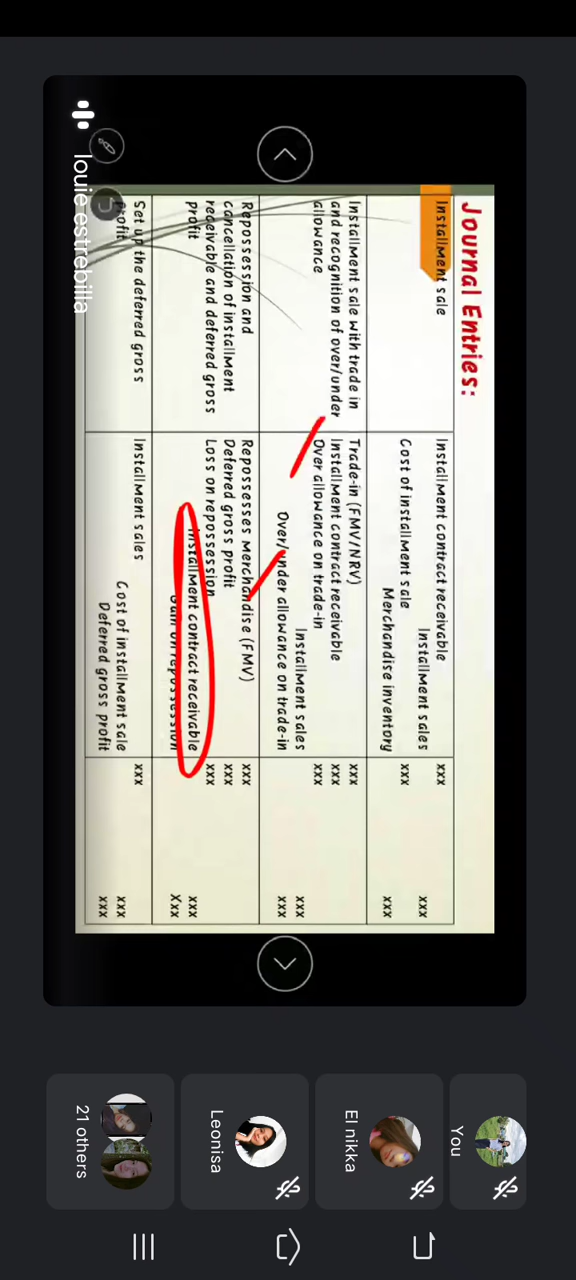 Journal Entries:
Installment sale
Installment contract receivable xxx
Installment sales xxx
Cost of installment sale xxx
Merchandise inventory xxx
Installment sale with trade in
and recognition of over/under
allowance
Trade-in (FMV/NRV) xxx
Installment contract receivable xxx
Over allowance on trade-in xxx
Installment sales xxx
Over/under allowance on trade-in xxx
Repossession and
cancellation of installment
receivable and deferred gross
profit
Repossesses merchandise (FMV) xxx
Deferred gross profit xxx
Loss on repossession xxx
Installment contract receivable xxx
Gain on repossession Xxx
Set up the deferred gross
profit
Installment sales xxx
Cost of installment sale xxx
Deferred gross profit xxx
louie estrebilla
You
El nikka
Leonisa
21 others